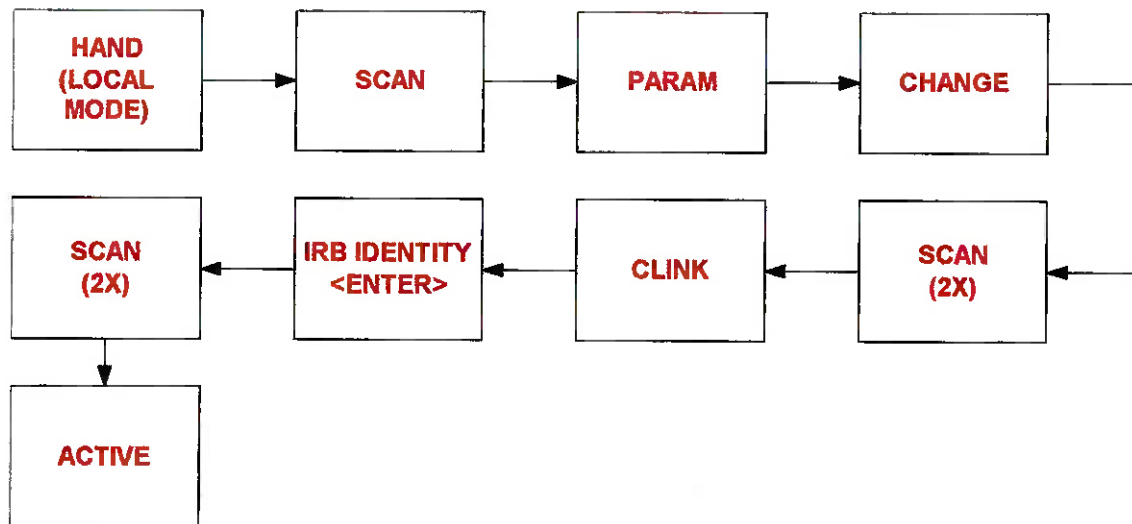 HAND
(LOCAL
MODE)
SCAN
PARAM
CHANGE
SCAN
(2X)
CLINK
IRB IDENTITY
<ENTER>
SCAN
(2X)
ACTIVE